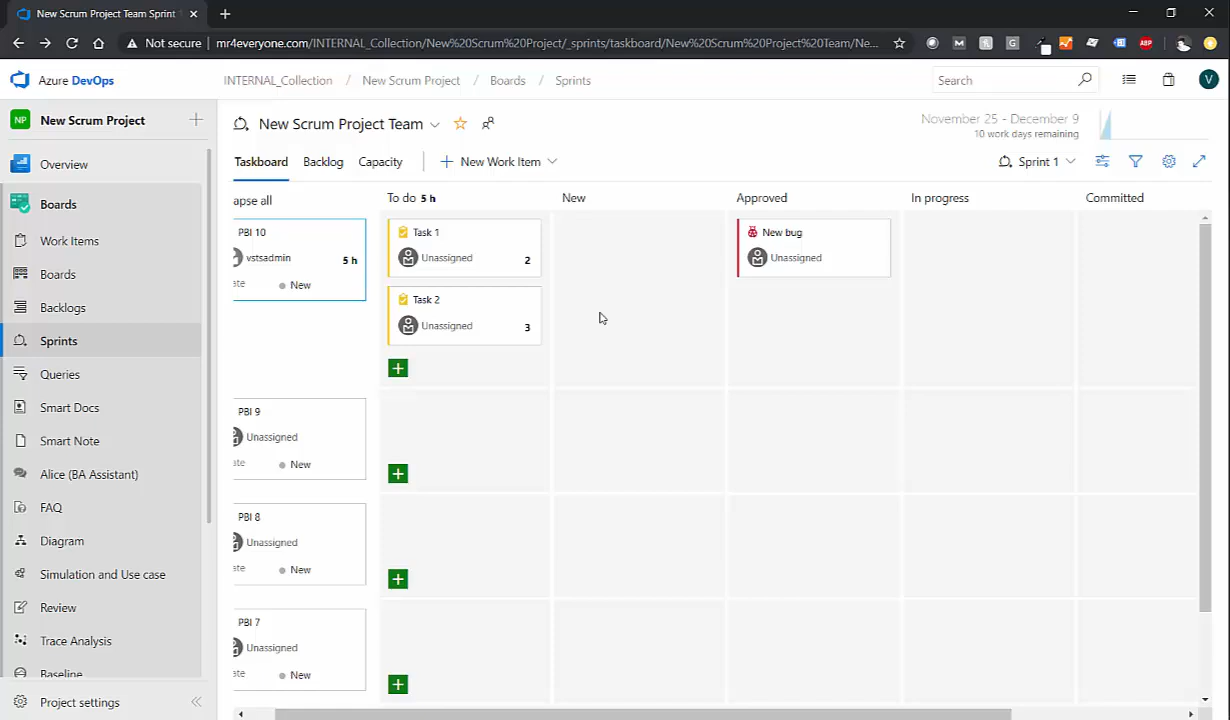 New Scrum Project Team Sprint
Not secure
mr4everyone.com/INTERNAL_Collection/New%20Scrum%20Project/_sprints/taskboard/New%20Scrum%20Project%20Team/Ne...
Azure DevOps
INTERNAL_Collection / New Scrum Project / Boards / Sprints
Search
V
NP
New Scrum Project
New Scrum Project Team
November 25 - December 9
10 work days remaining
Taskboard
Backlog
Capacity
New Work Item
Sprint 1
Overview
Boards
Work Items
Boards
Backlogs
Sprints
Queries
Smart Docs
Smart Note
Alice (BA Assistant)
FAQ
Diagram
Simulation and Use case
Review
Trace Analysis
Baseline
Project settings
apse all
To do 5 h
New
Approved
In progress
Committed
PBI 10
vstsadmin
5 h
ate
New
Task 1
Unassigned
2
Task 2
Unassigned
3
New bug
Unassigned
PBI 9
Unassigned
ate
New
PBI 8
Unassigned
ate
New
PBI 7
Unassigned
ate
New
M
G
ABP